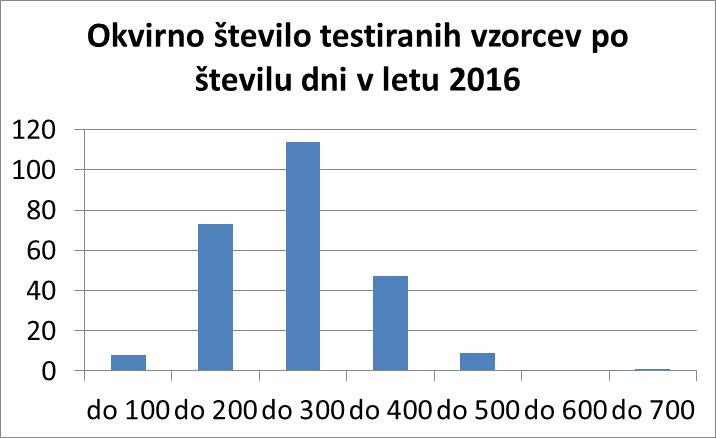 Okvirno število testiranih vzorcev po
številu dni v letu 2016
120
100
80
60
40
20
0
do 100 do 200 do 300 do 400 do 500 do 600 do 700